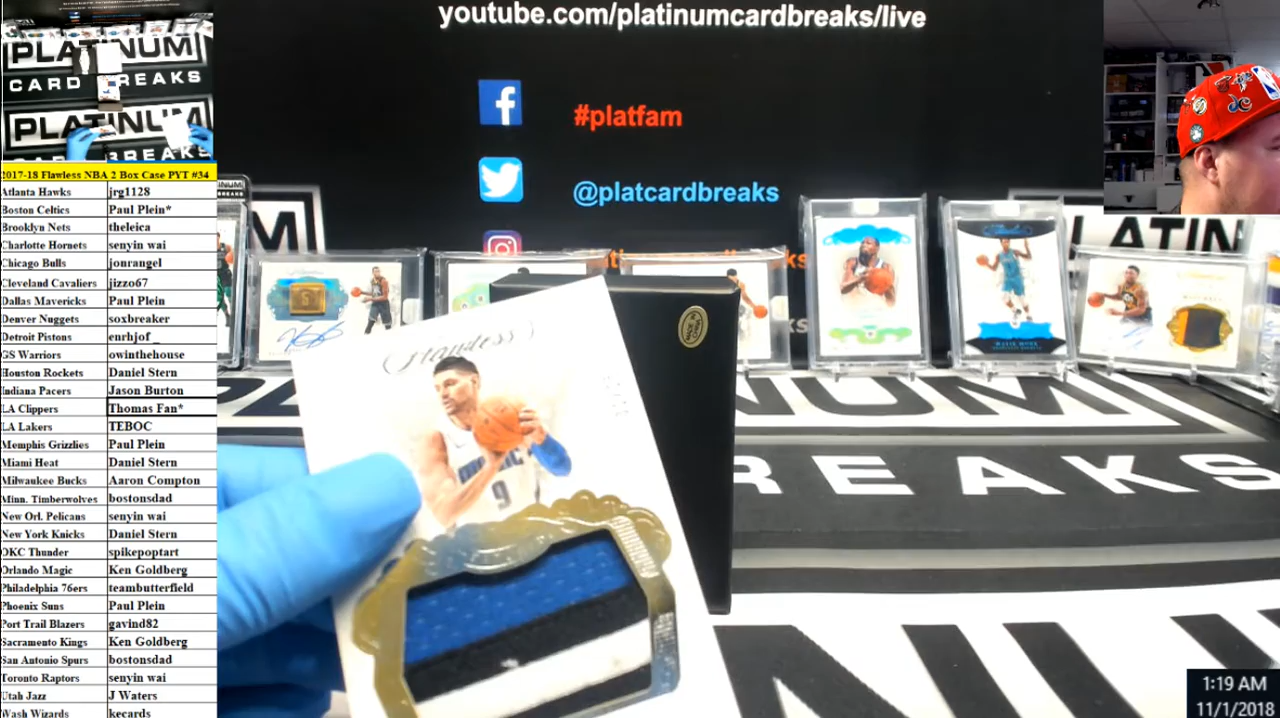 youtube.com/platinumcardbreaks/live
#platfam
@platcardbreaks
PLATINUM
CARD BREAKS
PLATINUM
2017-18 Flawless NBA 2 Box Case PYT #34
Atlanta Hawks jrg1128
Boston Celtics Paul Plein*
Brooklyn Nets theleica
Charlotte Hornets senyin wai
Chicago Bulls jonrangel
Cleveland Cavaliers jizzo67
Dallas Mavericks Paul Plein
Denver Nuggets soxbreaker
Detroit Pistons enrhjof_
GS Warriors owinthehouse
Houston Rockets Daniel Stern
Indiana Pacers Jason Burton
LA Clippers Thomas Fan*
LA Lakers TEBOC
Memphis Grizzlies Paul Plein
Miami Heat Daniel Stern
Milwaukee Bucks Aaron Compton
Minn. Timberwolves bostonsdad
New Orl. Pelicans senyin wai
New York Knicks Daniel Stern
OKC Thunder spikepoptart
Orlando Magic Ken Goldberg
Philadelphia 76ers teambutterfield
Phoenix Suns Paul Plein
Port Trail Blazers gavind82
Sacramento Kings Ken Goldberg
San Antonio Spurs bostonsdad
Toronto Raptors senyin wai
Utah Jazz J Waters
Wash Wizards kecards
Flawless
9
PLATIN
NUM
REAKS
1:19 AM
11/1/2018